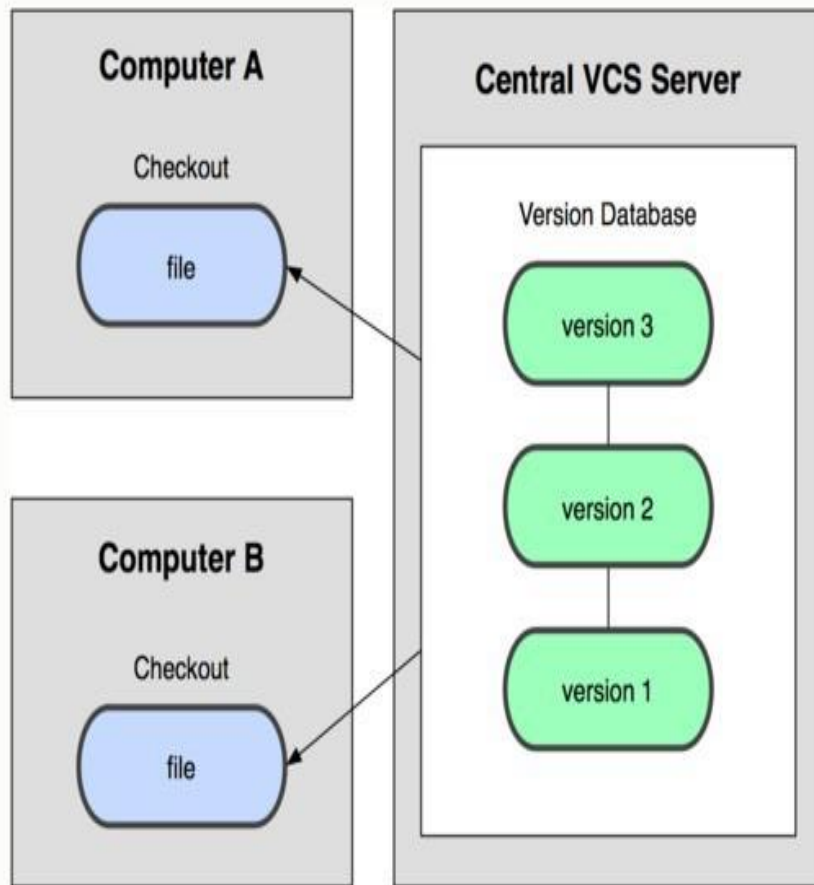 Computer A
Checkout
file
Computer B
Checkout
file
Central VCS Server
Version Database
version 3
version 2
version 1